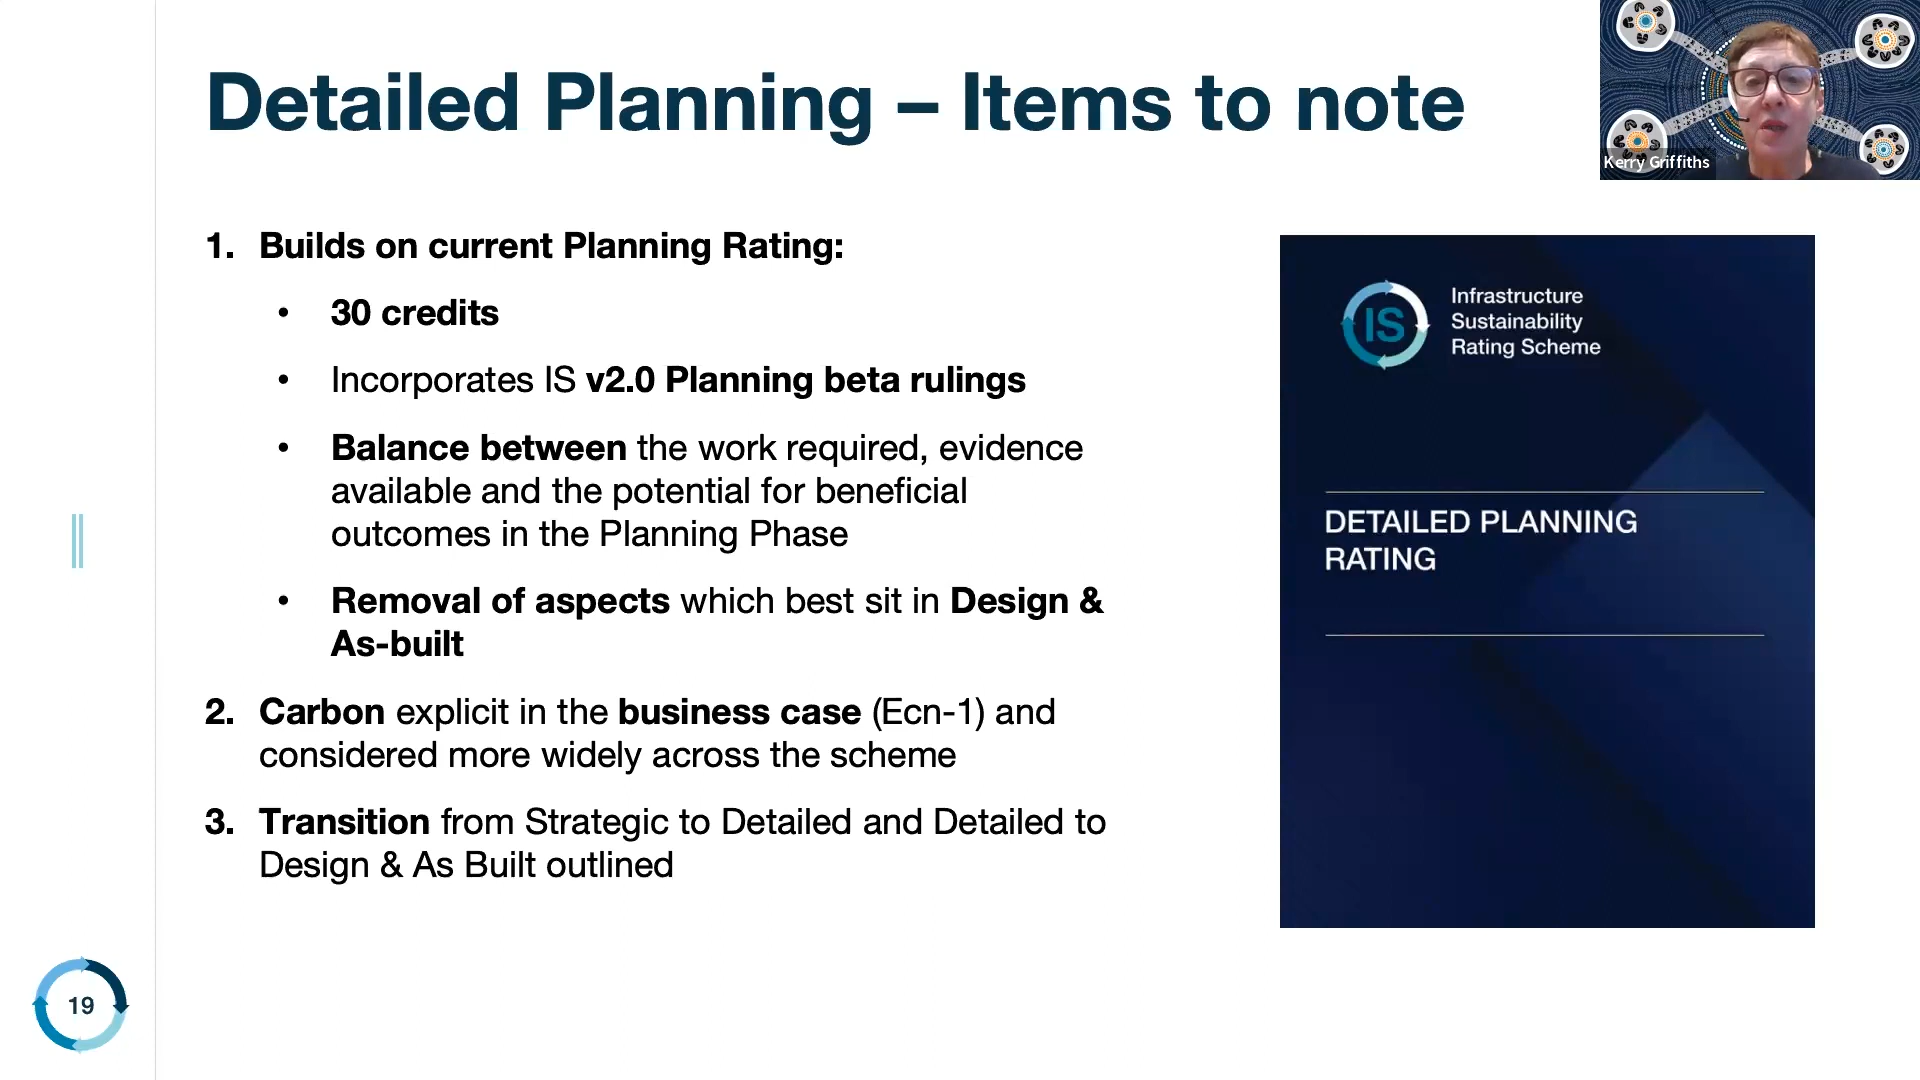 Detailed Planning – Items to note
Kerry Griffiths
1. Builds on current Planning Rating:
• 30 credits
• Incorporates IS v2.0 Planning beta rulings
• Balance between the work required, evidence
available and the potential for beneficial
outcomes in the Planning Phase
• Removal of aspects which best sit in Design &
As-built
2. Carbon explicit in the business case (Ecn-1) and
considered more widely across the scheme
3. Transition from Strategic to Detailed and Detailed to
Design & As Built outlined
IS
Infrastructure
Sustainability
Rating Scheme
DETAILED PLANNING
RATING
19